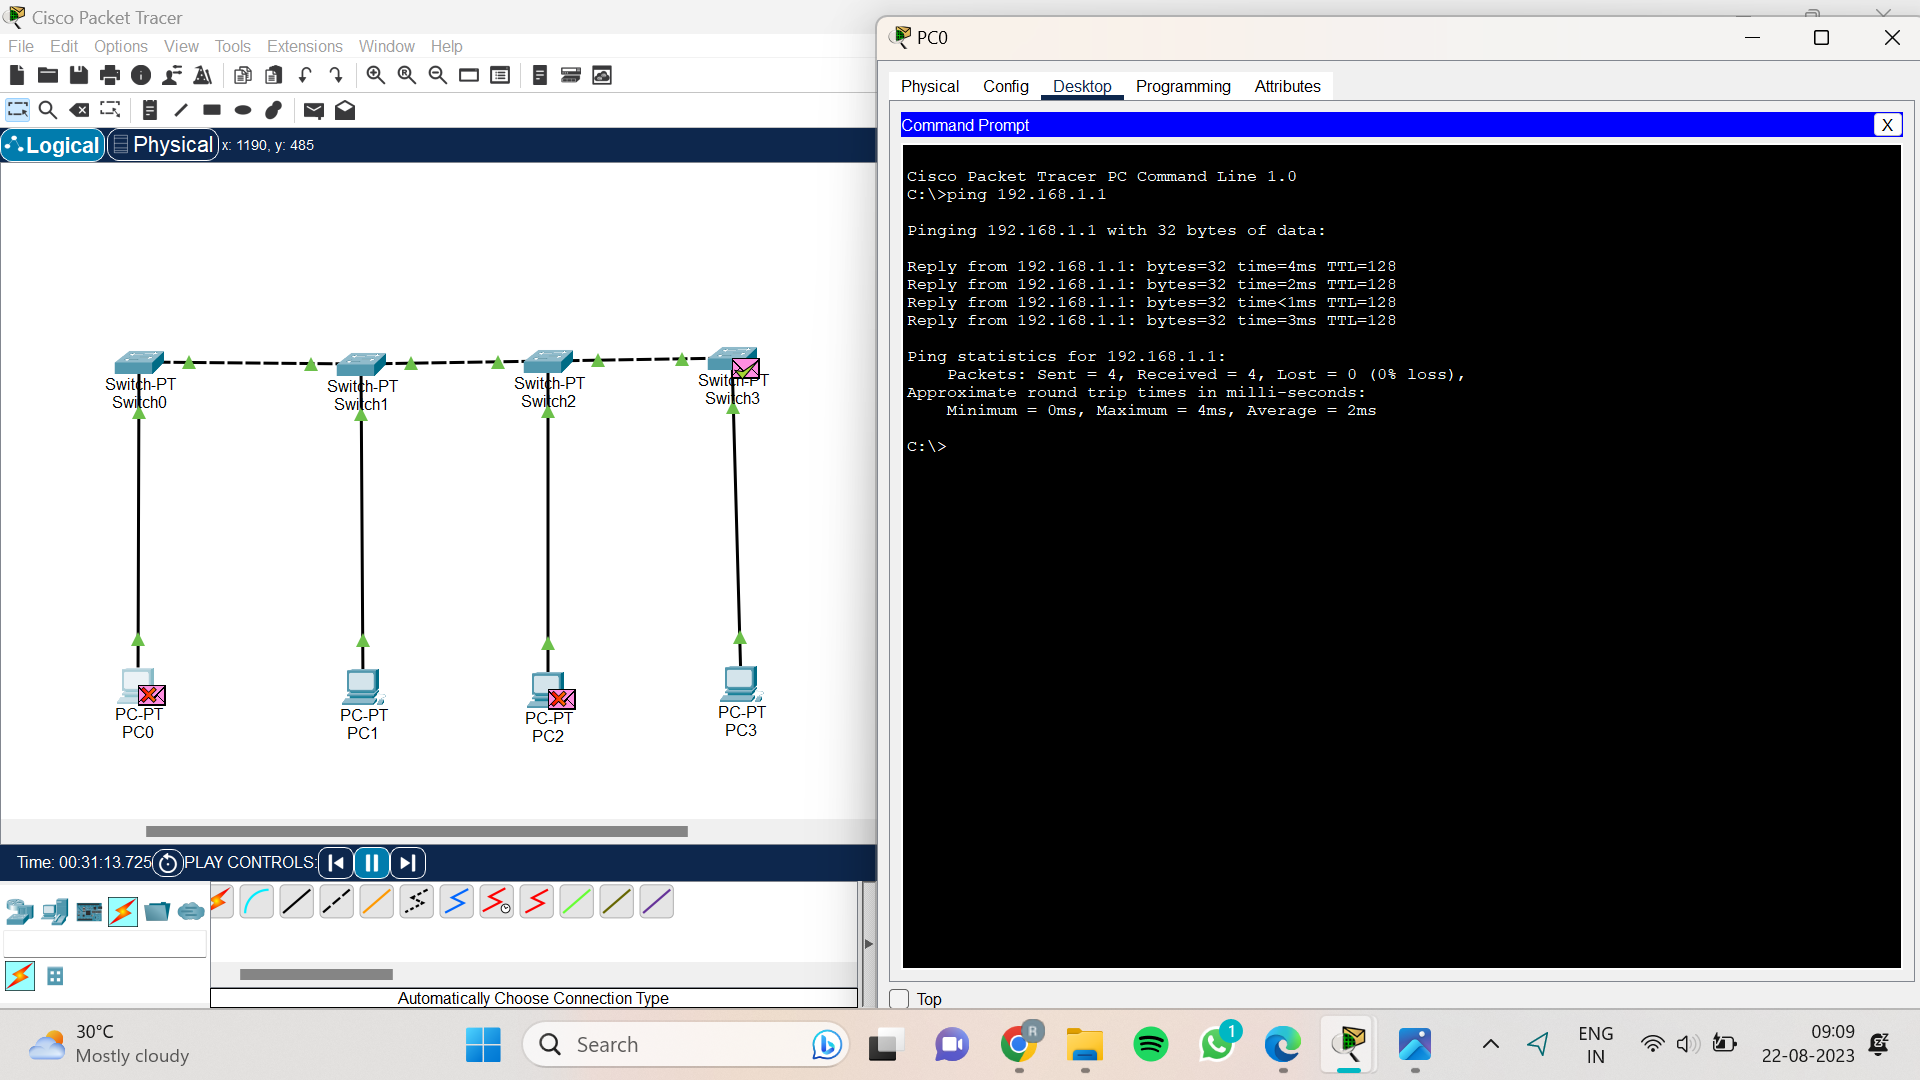 Cisco Packet Tracer
File Edit Options View Tools Extensions Window Help
Logical Physical x: 1190, y: 485
Switch-PT
Switch0
Switch-PT
Switch1
Switch-PT
Switch2
Switch-PT
Switch3
PC-PT
PC0
PC-PT
PC1
PC-PT
PC2
PC-PT
PC3
Time: 00:31:13.725 PLAY CONTROLS:
Automatically Choose Connection Type
PC0
Physical Config Desktop Programming Attributes
Command Prompt X
Cisco Packet Tracer PC Command Line 1.0
C:\>ping 192.168.1.1
Pinging 192.168.1.1 with 32 bytes of data:
Reply from 192.168.1.1: bytes=32 time=4ms TTL=128
Reply from 192.168.1.1: bytes=32 time=2ms TTL=128
Reply from 192.168.1.1: bytes=32 time<1ms TTL=128
Reply from 192.168.1.1: bytes=32 time=3ms TTL=128
Ping statistics for 192.168.1.1:
Packets: Sent = 4, Received = 4, Lost = 0 (0% loss),
Approximate round trip times in milli-seconds:
Minimum = 0ms, Maximum = 4ms, Average = 2ms
C:\>
Top
30°C
Mostly cloudy
Search
R
1
ENG
IN
09:09
22-08-2023